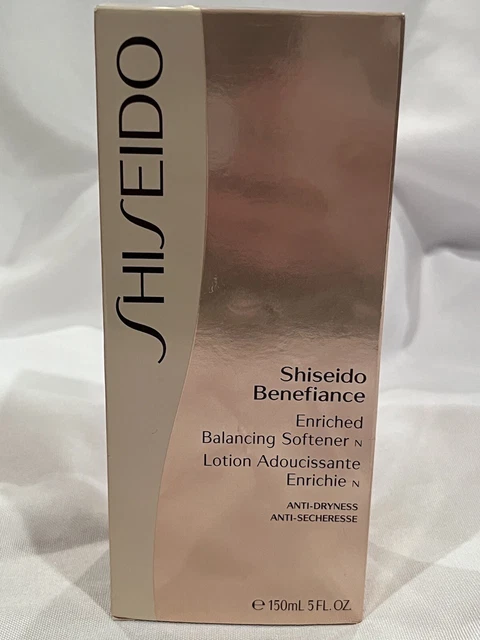 SHISEIDO
Shiseido
Benefiance
Enriched
Balancing Softener N
Lotion Adoucissante
Enrichie N
ANTI-DRYNESS
ANTI-SECHERESSE
℮ 150mL 5 FL. OZ.